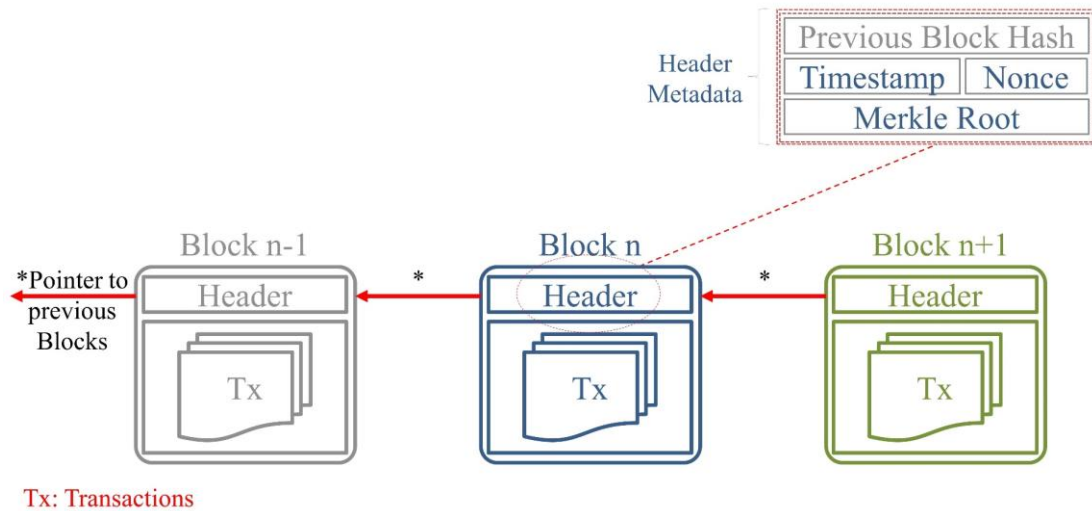 Previous Block Hash
Header
Metadata
Timestamp
Nonce
Merkle Root
Block n-1
Block n
Block n+1
*Pointer to
previous
Blocks
*
*
Header
Header
Header
Tx
Tx
Tx
Tx: Transactions